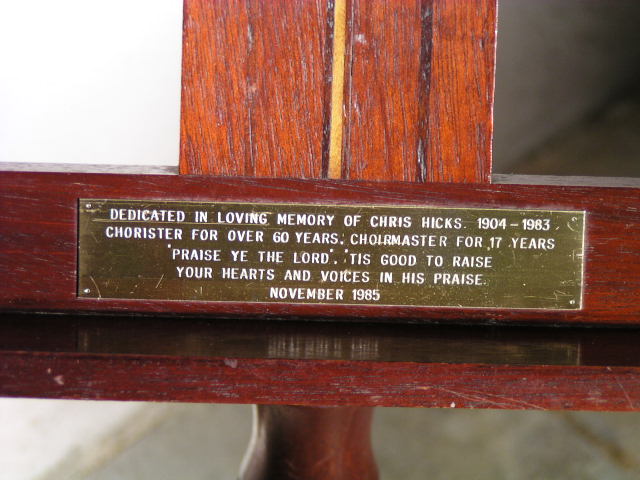 DEDICATED IN LOVING MEMORY OF CHRIS HICKS. 1904 - 1983
CHORISTER FOR OVER 60 YEARS. CHOIRMASTER FOR 17 YEARS
"PRAISE YE THE LORD". 'TIS GOOD TO RAISE
YOUR HEARTS AND VOICES IN HIS PRAISE.
NOVEMBER 1985